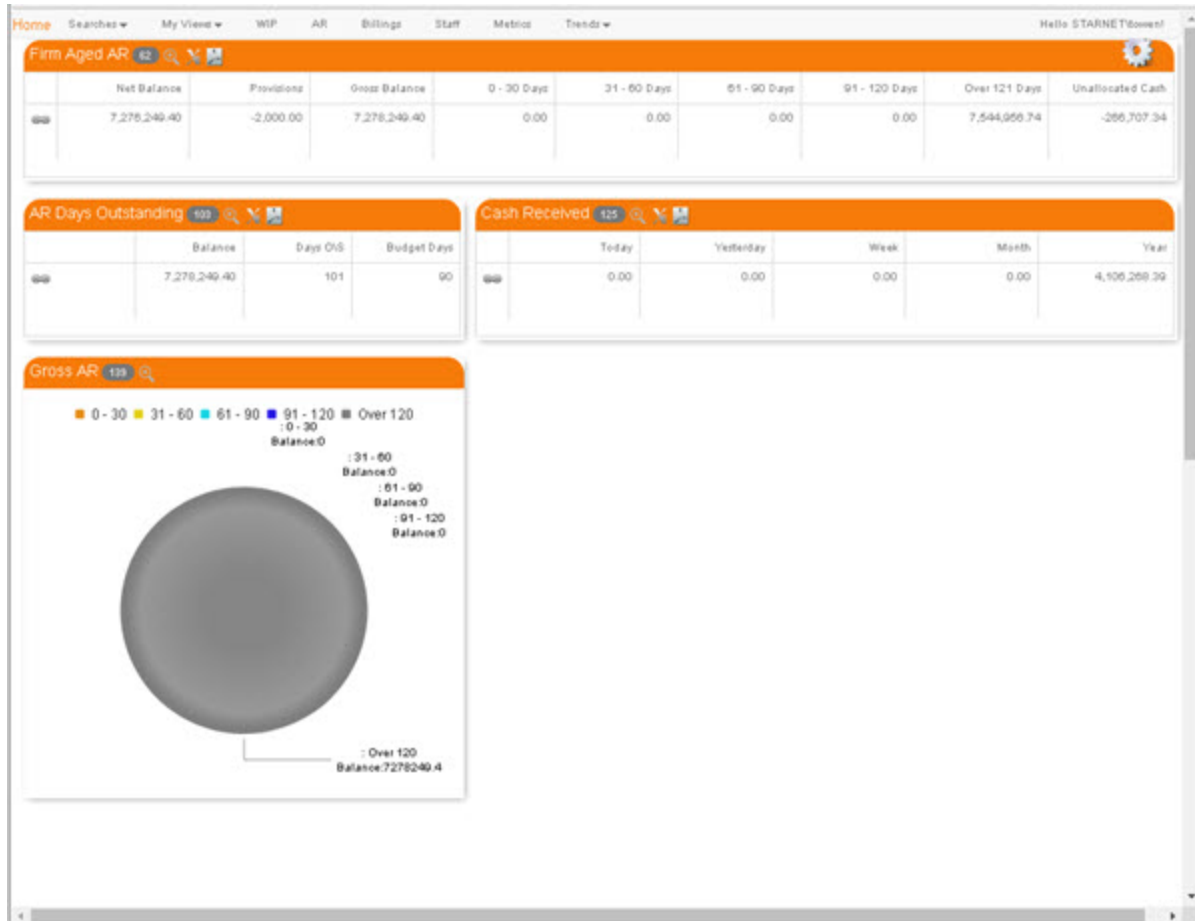 Home Searches My Views WIP AR Billings Staff Metrics Trends Hello
Firm Aged AR 62
Net Balance Provisions Gross Balance 0 - 30 Days 31 - 60 Days 61 - 90 Days 91 - 120 Days Over 121 Days Unallocated Cash
7,276,249.40 -2,000.00 7,278,249.40 0.00 0.00 0.00 0.00 7,544,956.74 -266,707.34
AR Days Outstanding 103
Balance Days O\S Budget Days
7,278,249.40 101 90
Cash Received 125
Today Yesterday Week Month Year
0.00 0.00 0.00 0.00 4,106,268.39
Gross AR 139
0 - 30 31 - 60 61 - 90 91 - 120 Over 120
: 0 - 30
Balance:0
: 31 - 60
Balance:0
: 61 - 90
Balance:0
: 91 - 120
Balance:0
: Over 120
Balance:7278249.4